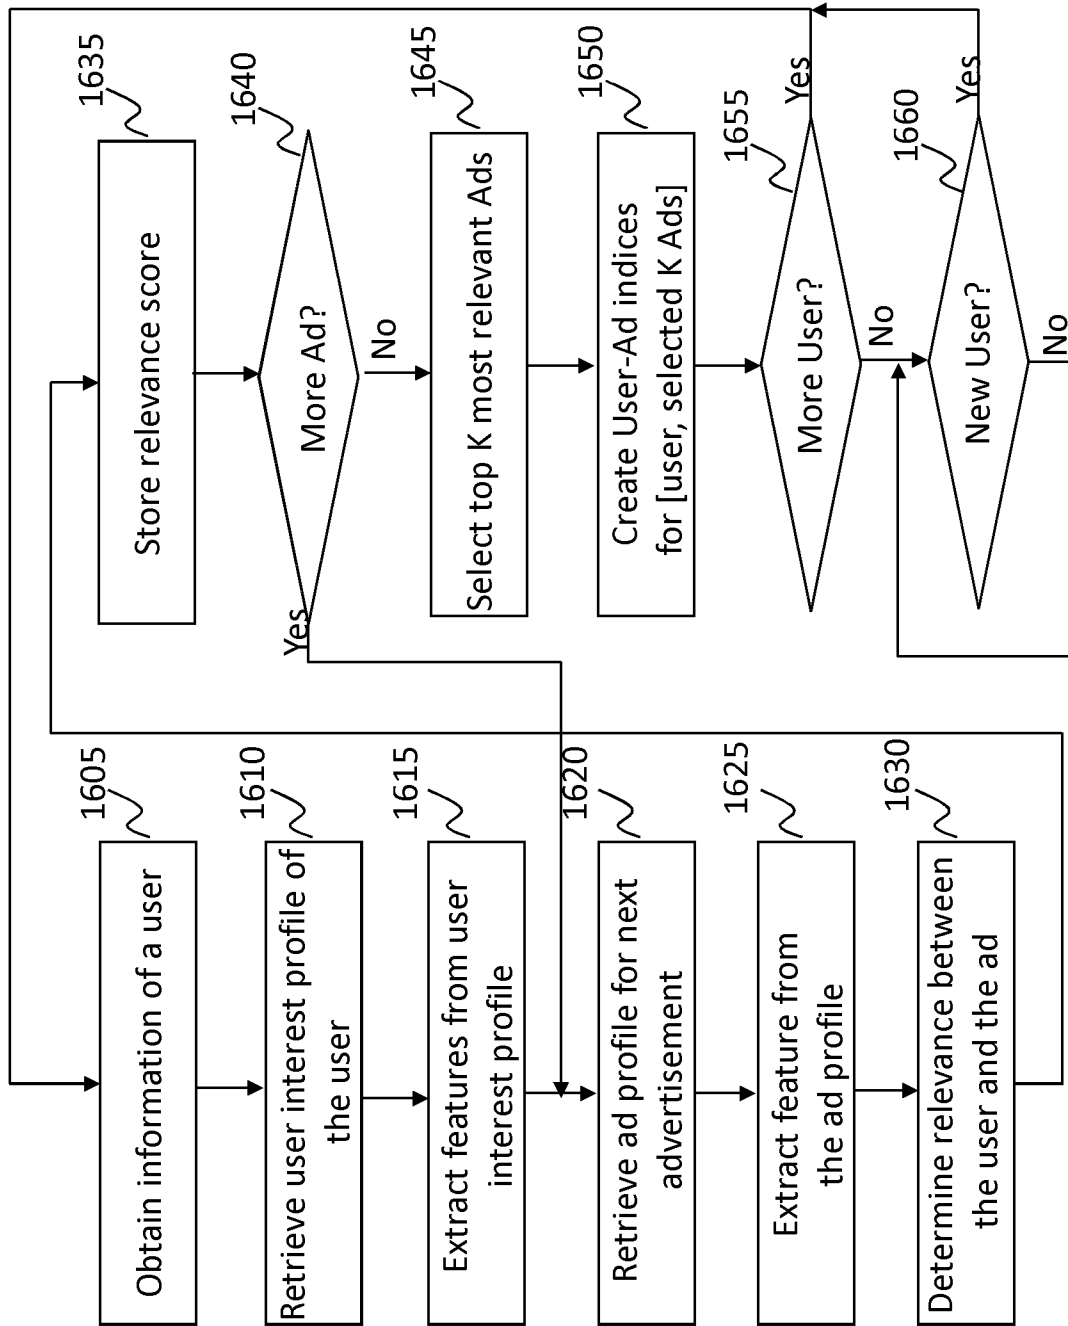 1605
Obtain information of a user
1610
Retrieve user interest profile of
the user
1615
Extract features from user
interest profile
1620
Retrieve ad profile for next
advertisement
1625
Extract feature from
the ad profile
1630
Determine relevance between
the user and the ad
1635
Store relevance score
1640
More Ad?
Yes
No
1645
Select top K most relevant Ads
1650
Create User-Ad indices
for [user, selected K Ads]
1655
More User?
Yes
No
1660
New User?
Yes
No